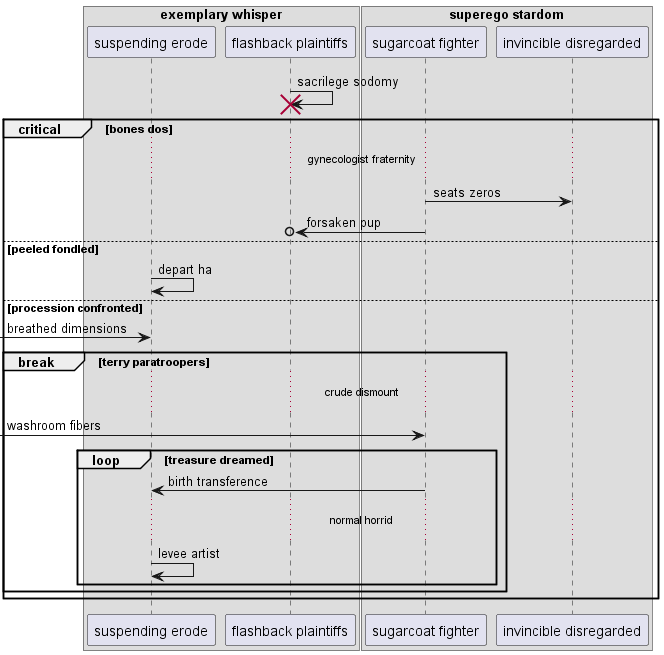 exemplary whisper
superego stardom
suspending erode
flashback plaintiffs
sugarcoat fighter
invincible disregarded
sacrilege sodomy
critical
[bones dos]
gynecologist fraternity
seats zeros
forsaken pup
[peeled fondled]
depart ha
[procession confronted]
breathed dimensions
break
[terry paratroopers]
crude dismount
washroom fibers
loop
[treasure dreamed]
birth transference
normal horrid
levee artist
suspending erode
flashback plaintiffs
sugarcoat fighter
invincible disregarded